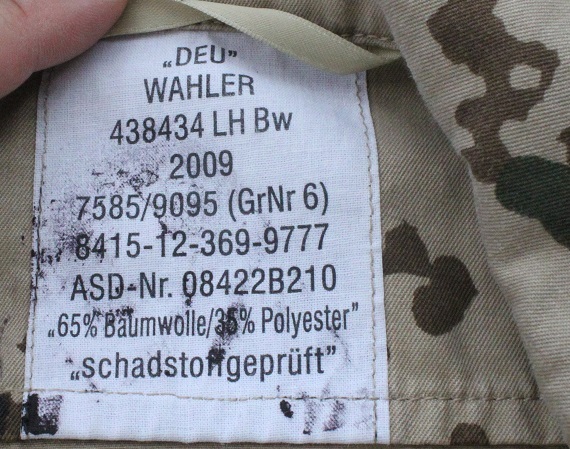 „DEU”
WAHLER
438434 LH Bw
2009
7585/9095 (GrNr 6)
8415-12-369-9777
ASD-Nr. 08422B210
„65% Baumwolle/35% Polyester”
„schadstoffgeprüft”